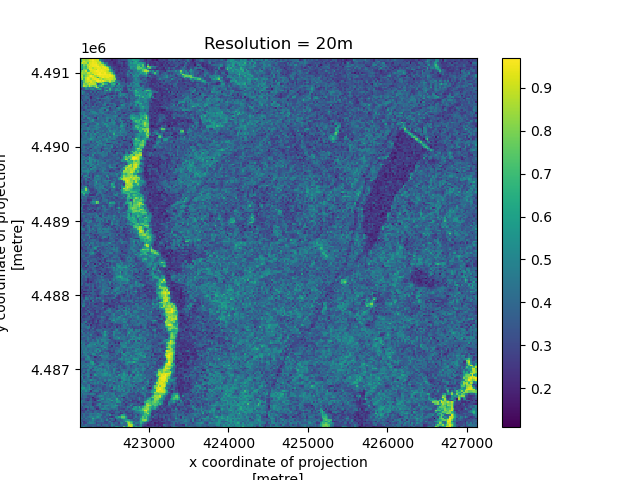 Resolution = 20m
1e6
4.491
4.490
4.489
4.488
4.487
y coordinate of projection
[metre]
423000 424000 425000 426000 427000
x coordinate of projection
[metre]
0.9
0.8
0.7
0.6
0.5
0.4
0.3
0.2